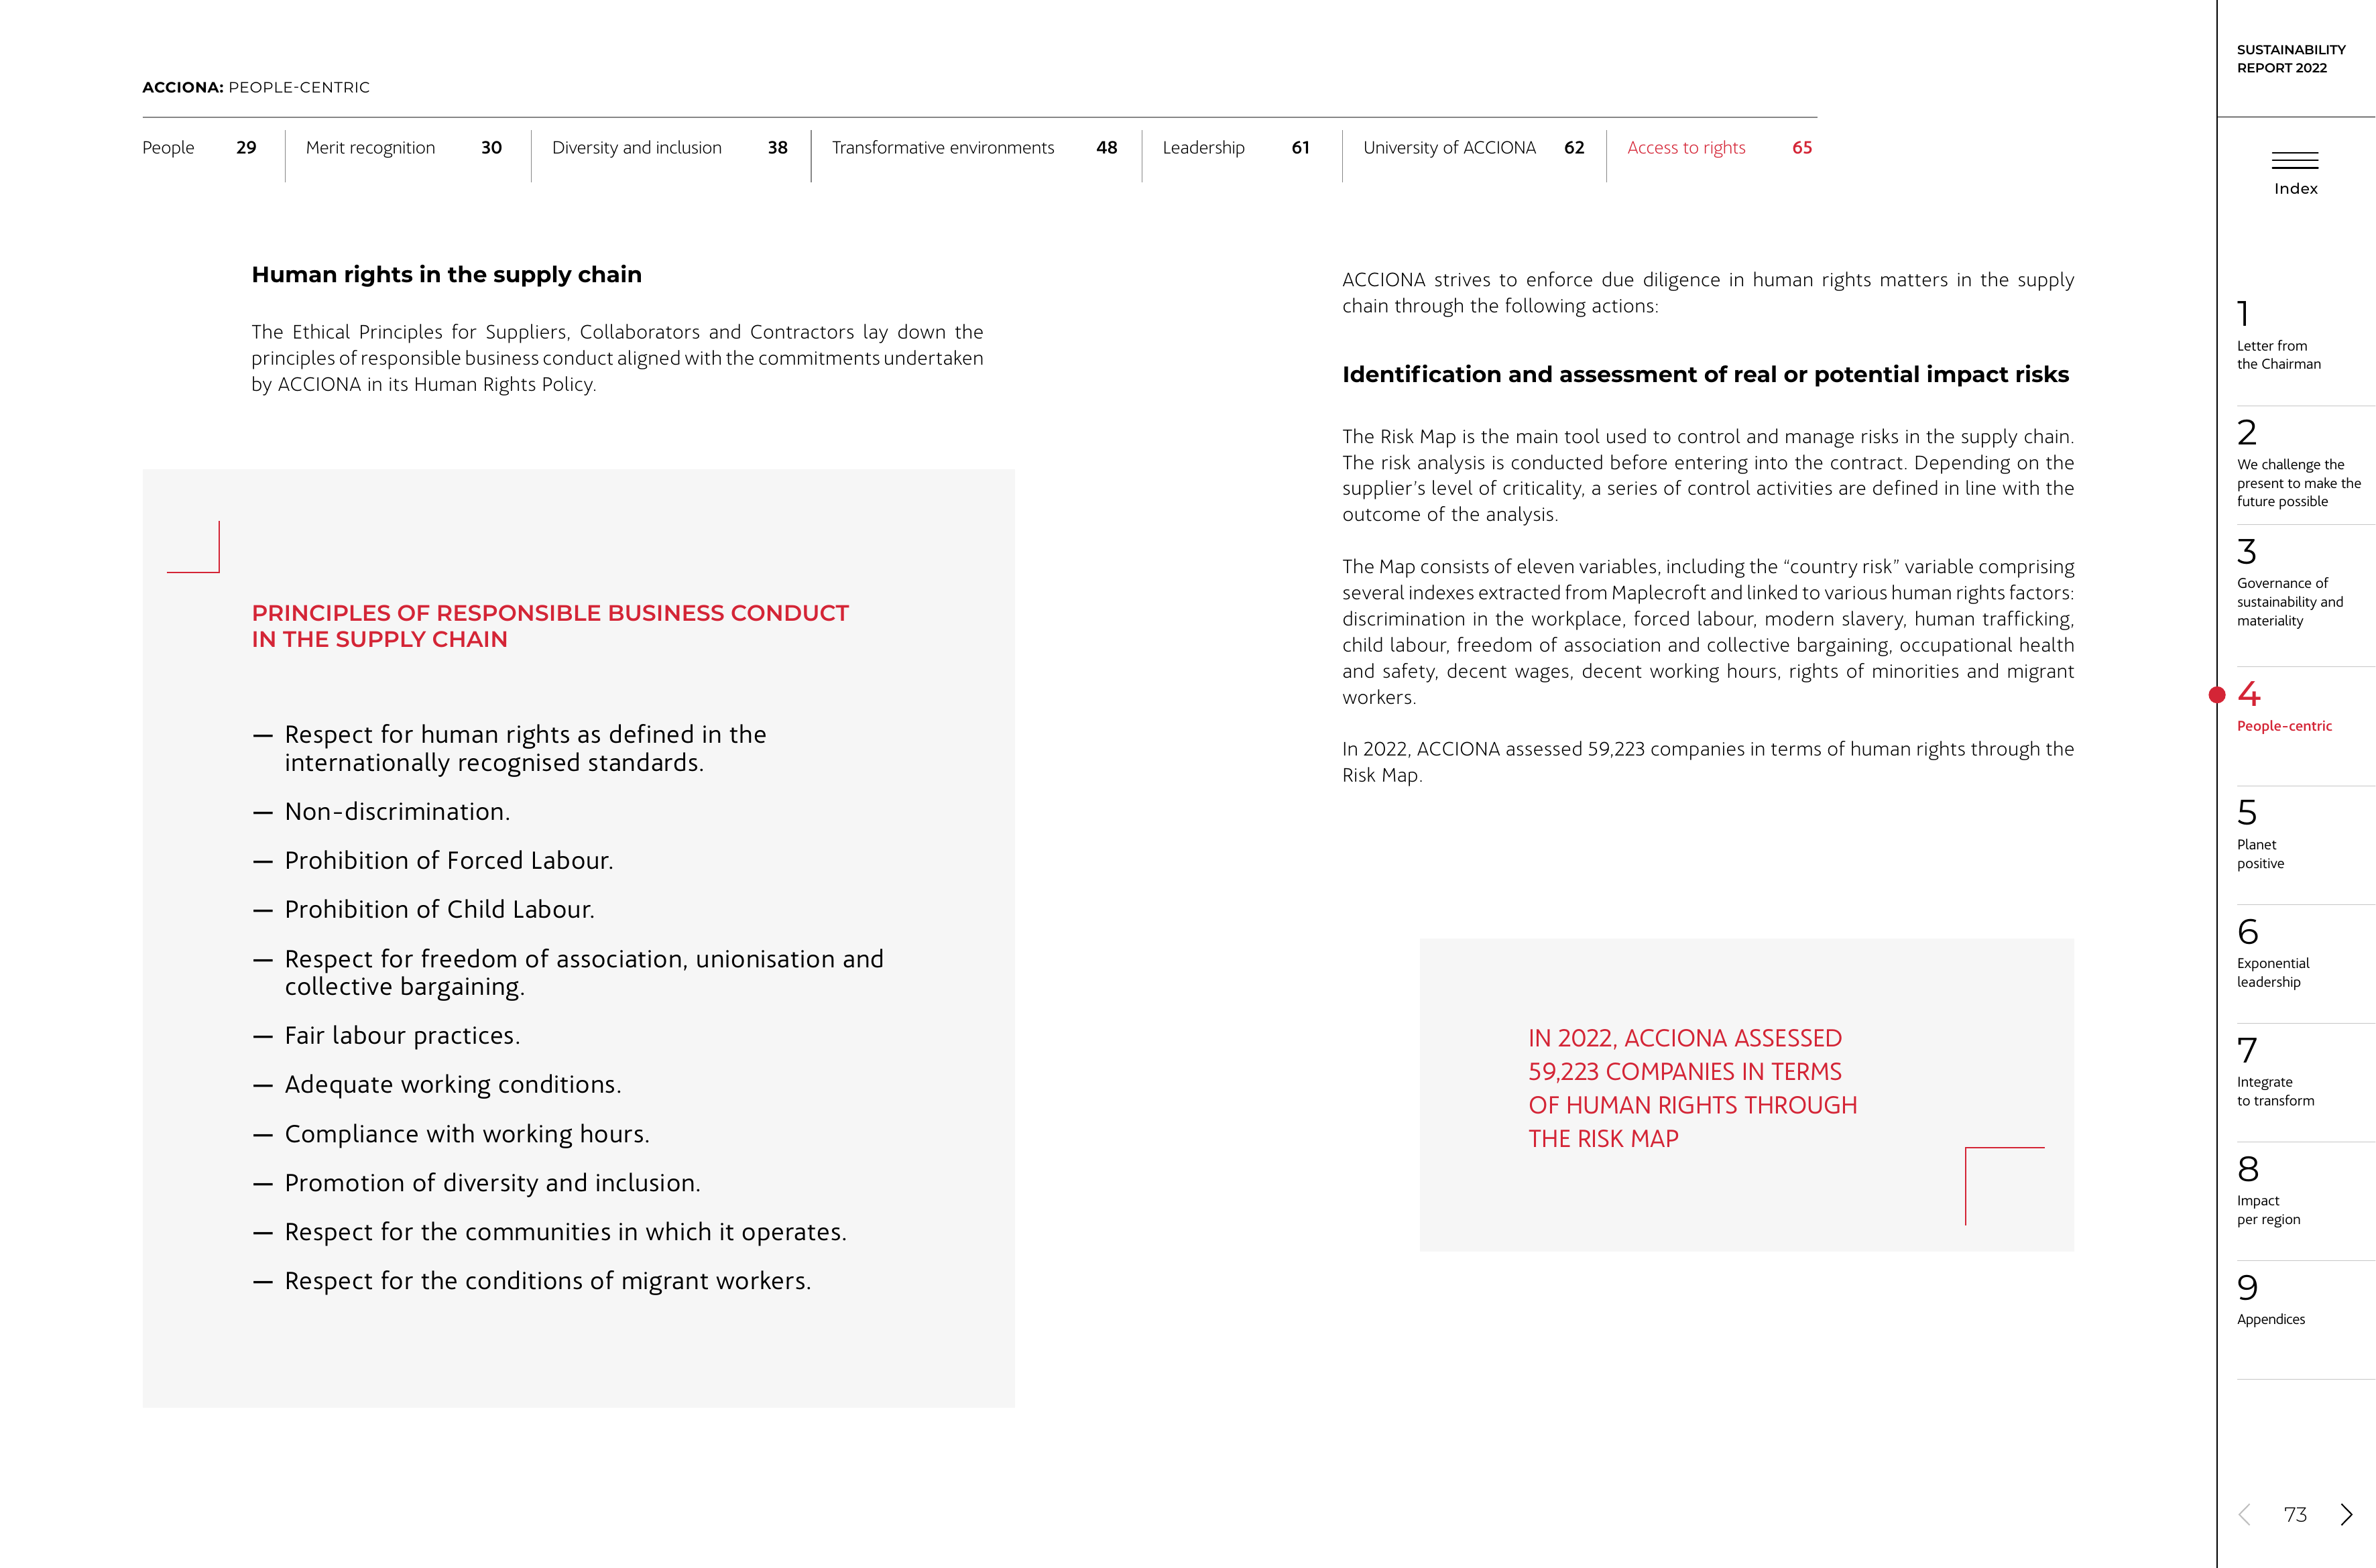 ACCIONA: PEOPLE-CENTRIC
People 29
Merit recognition 30
Diversity and inclusion 38
Transformative environments 48
Leadership 61
University of ACCIONA 62
Access to rights 65
Human rights in the supply chain
The Ethical Principles for Suppliers, Collaborators and Contractors lay down the
principles of responsible business conduct aligned with the commitments undertaken
by ACCIONA in its Human Rights Policy.
PRINCIPLES OF RESPONSIBLE BUSINESS CONDUCT
IN THE SUPPLY CHAIN
— Respect for human rights as defined in the
internationally recognised standards.
— Non-discrimination.
— Prohibition of Forced Labour.
— Prohibition of Child Labour.
— Respect for freedom of association, unionisation and
collective bargaining.
— Fair labour practices.
— Adequate working conditions.
— Compliance with working hours.
— Promotion of diversity and inclusion.
— Respect for the communities in which it operates.
— Respect for the conditions of migrant workers.
ACCIONA strives to enforce due diligence in human rights matters in the supply
chain through the following actions:
Identification and assessment of real or potential impact risks
The Risk Map is the main tool used to control and manage risks in the supply chain.
The risk analysis is conducted before entering into the contract. Depending on the
supplier’s level of criticality, a series of control activities are defined in line with the
outcome of the analysis.
The Map consists of eleven variables, including the “country risk” variable comprising
several indexes extracted from Maplecroft and linked to various human rights factors:
discrimination in the workplace, forced labour, modern slavery, human trafficking,
child labour, freedom of association and collective bargaining, occupational health
and safety, decent wages, decent working hours, rights of minorities and migrant
workers.
In 2022, ACCIONA assessed 59,223 companies in terms of human rights through the
Risk Map.
IN 2022, ACCIONA ASSESSED
59,223 COMPANIES IN TERMS
OF HUMAN RIGHTS THROUGH
THE RISK MAP
SUSTAINABILITY
REPORT 2022
Index
1
Letter from
the Chairman
2
We challenge the
present to make the
future possible
3
Governance of
sustainability and
materiality
4
People-centric
5
Planet
positive
6
Exponential
leadership
7
Integrate
to transform
8
Impact
per region
9
Appendices
73